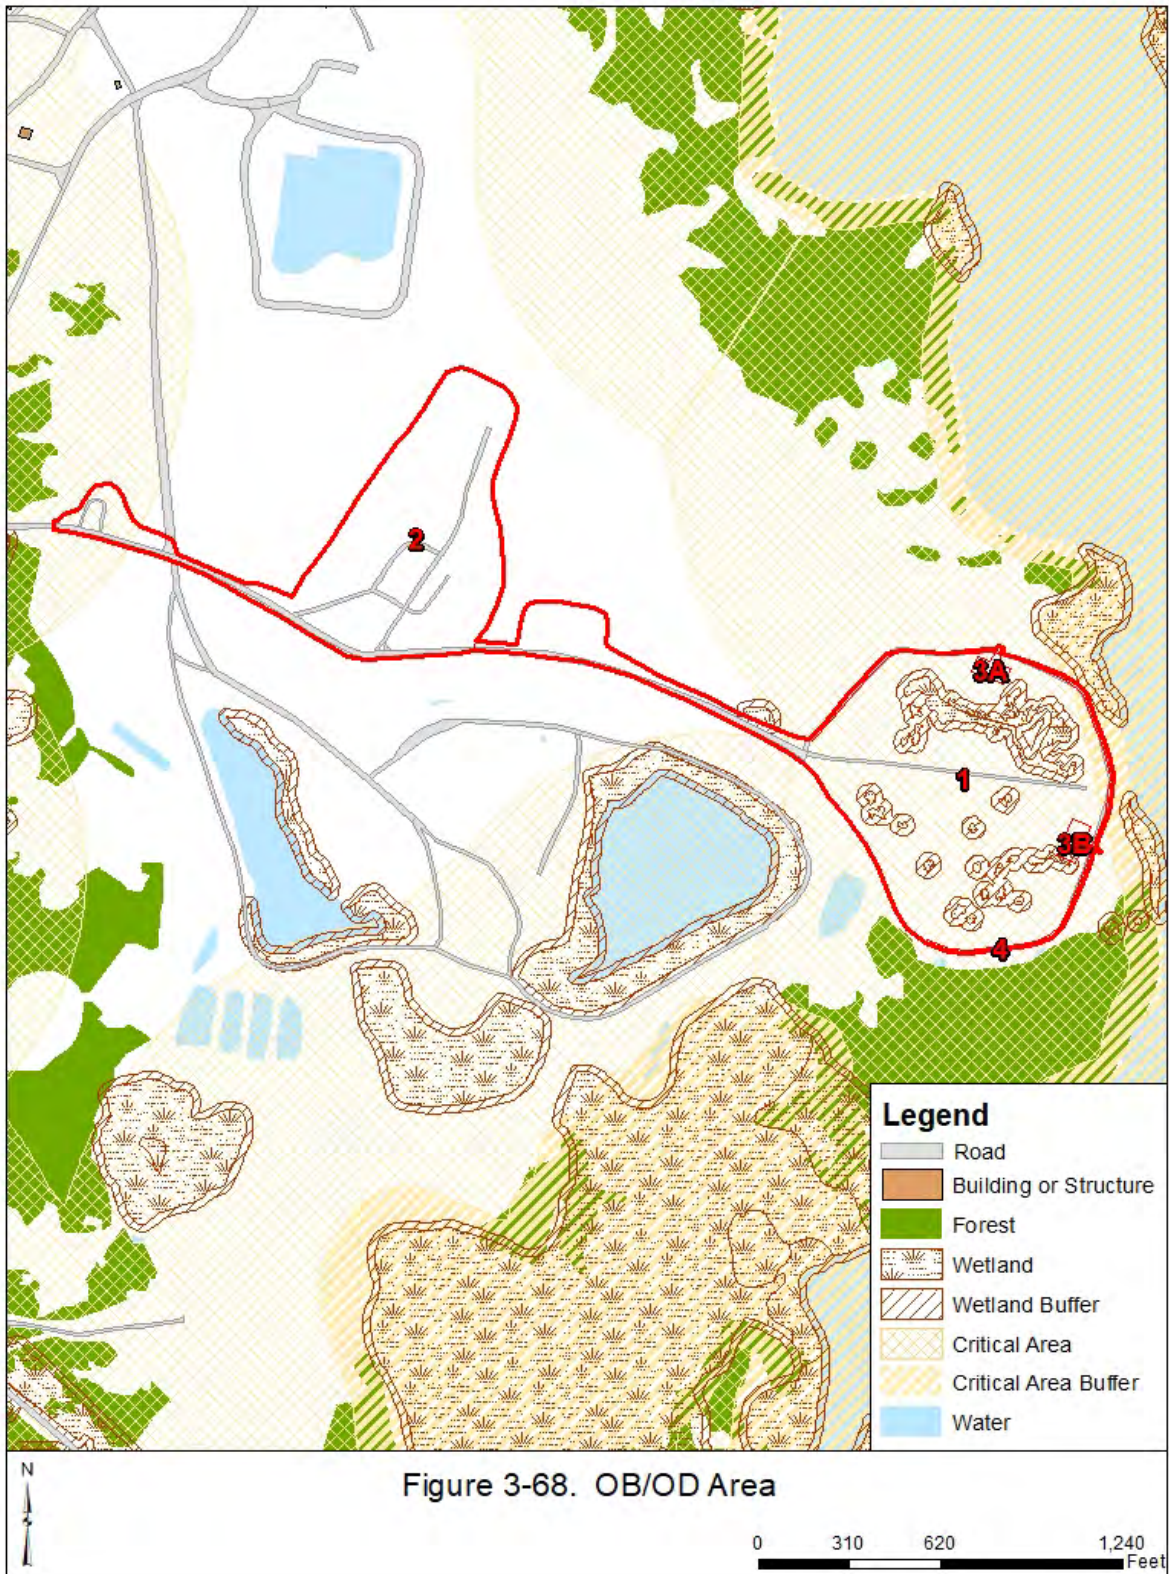 2
3A
1
3B
4
Legend
Road
Building or Structure
Forest
Wetland
Wetland Buffer
Critical Area
Critical Area Buffer
Water
N
Figure 3-68. OB/OD Area
0 310 620 1,240
Feet